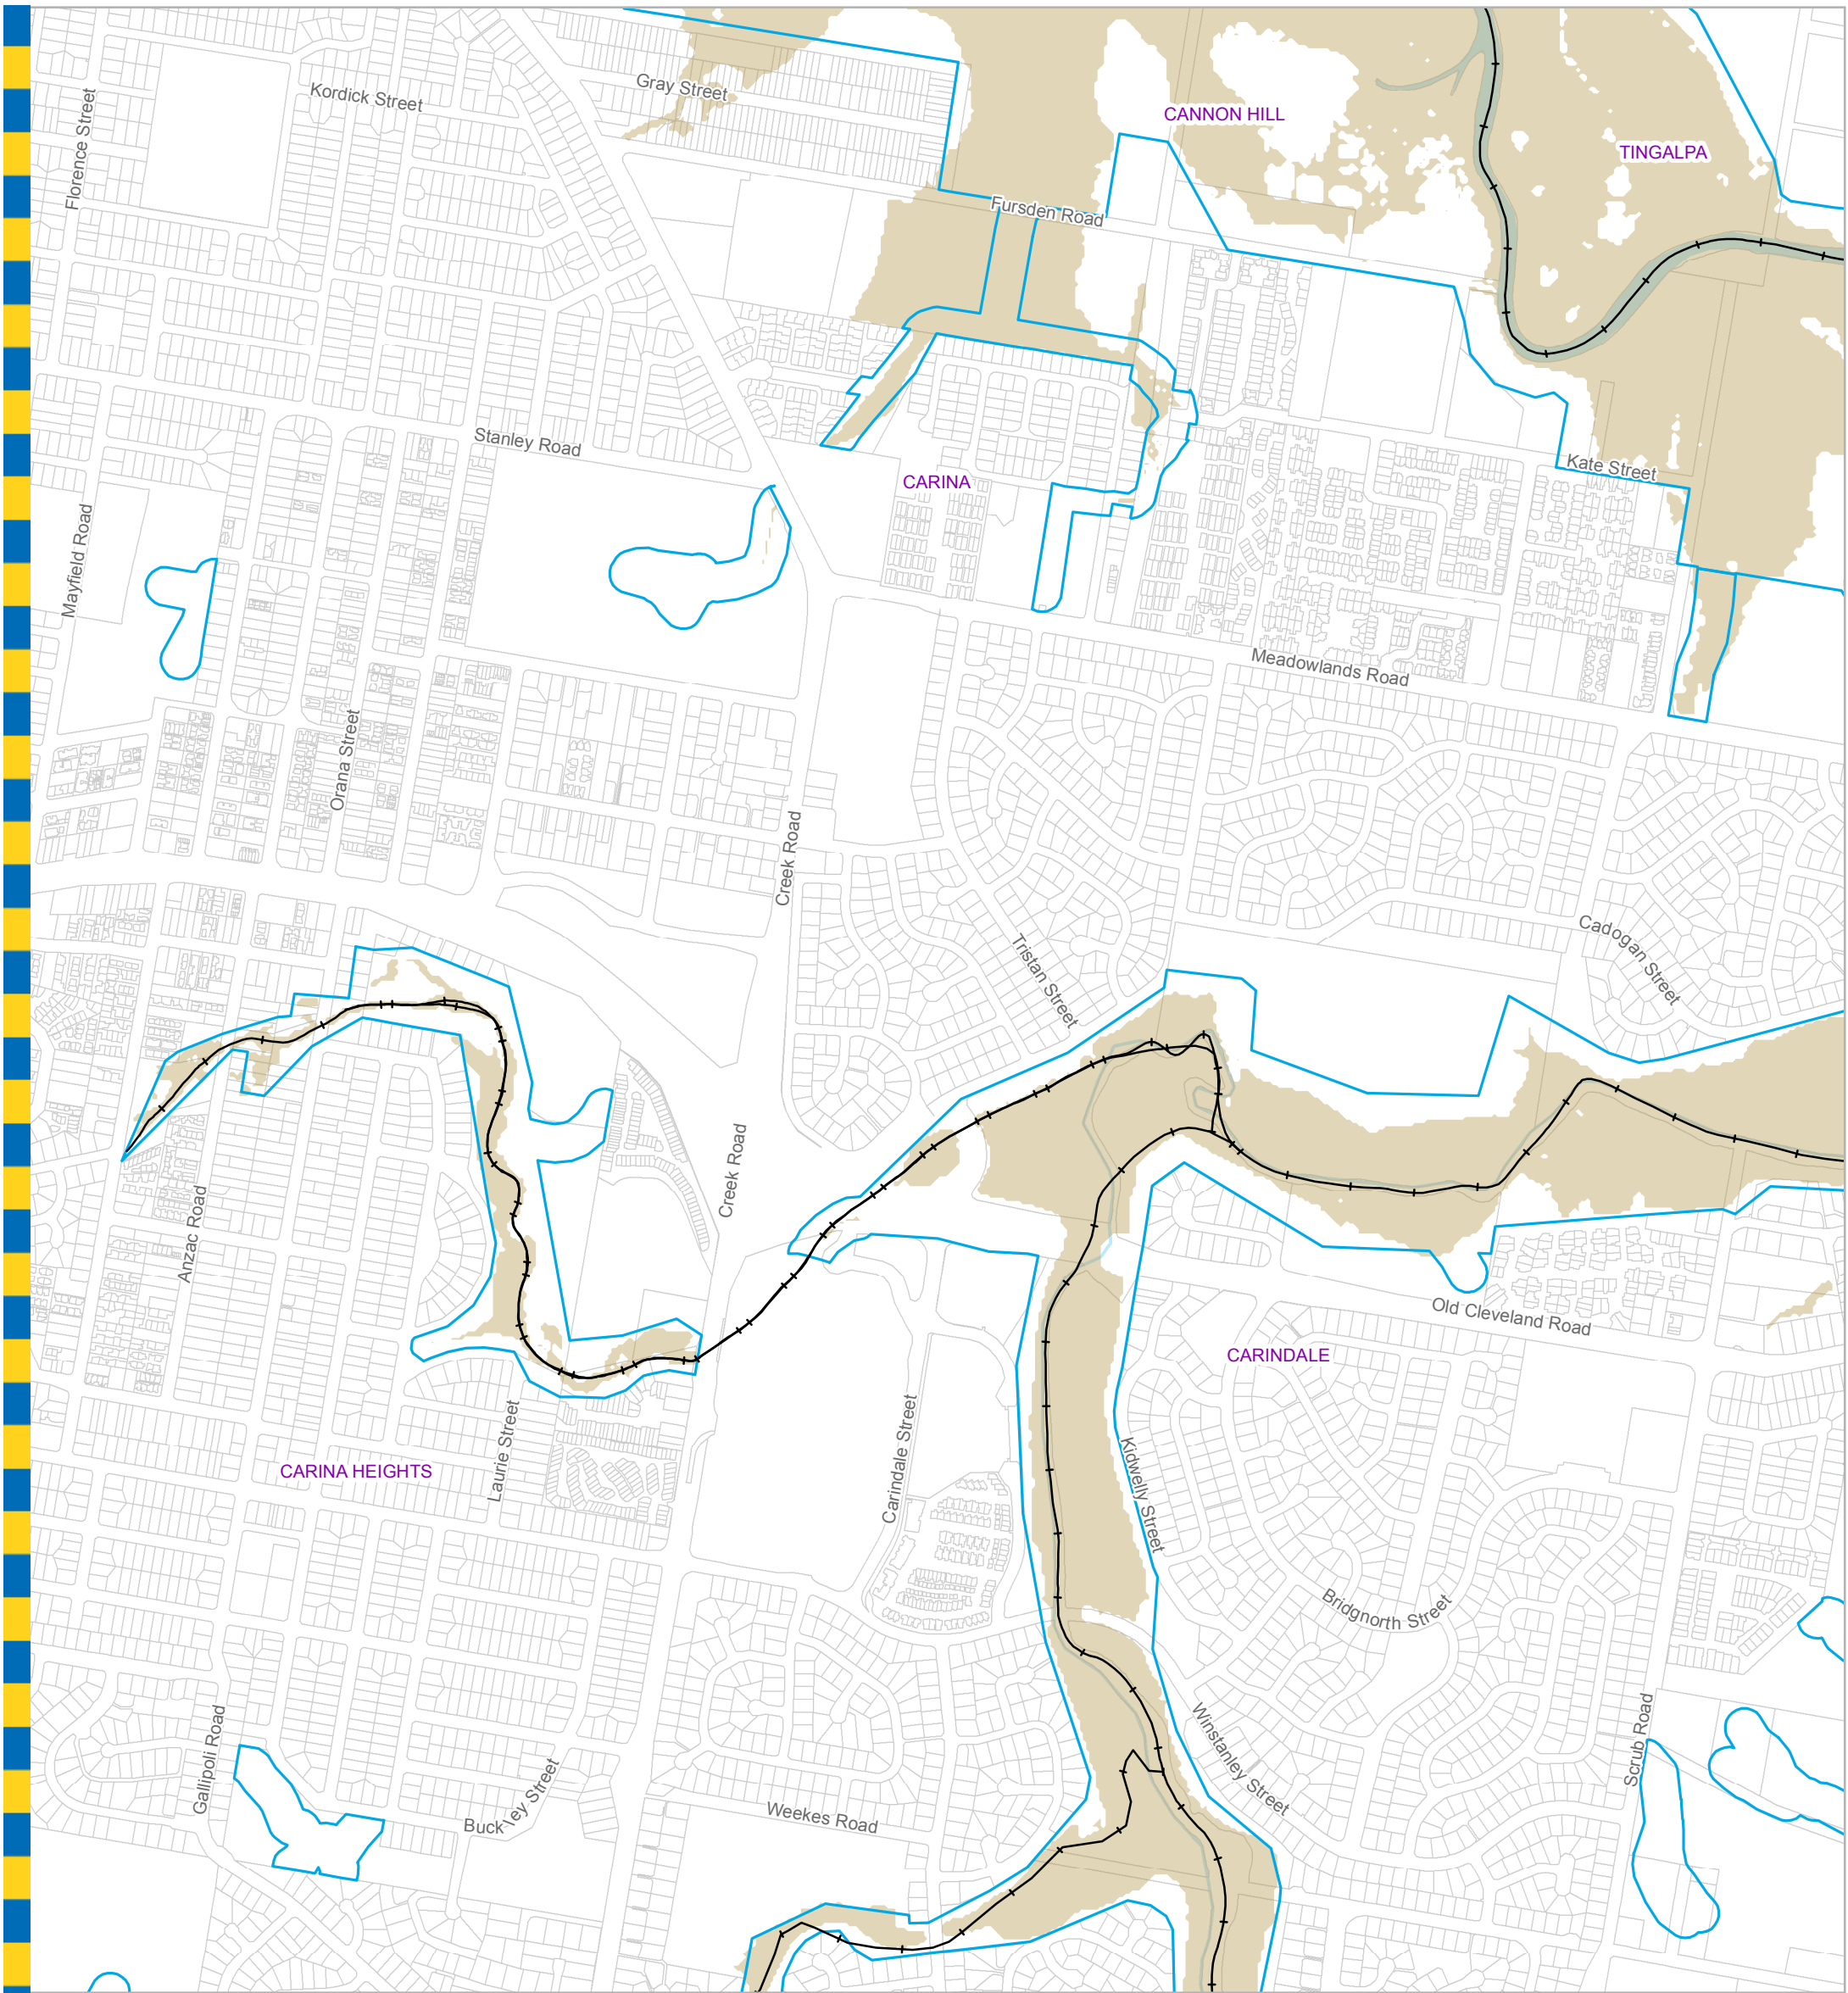 Gray Street
Kordick Street
CANNON HILL
Florence Street
TINGALPA
Fursden Road
Stanley Road
Kate Street
CARINA
Mayfield Road
Meadowlands Road
Orana Street
Creek Road
Cadogan Street
Tristan Street
Creek Road
Anzac Road
Old Cleveland Road
CARINDALE
Carindale Street
Laurie Street
CARINA HEIGHTS
Kidwelly Street
Bridgnorth Street
Scrub Road
Winstanley Street
Gallipoli Road
Weekes Road
Buckley Street